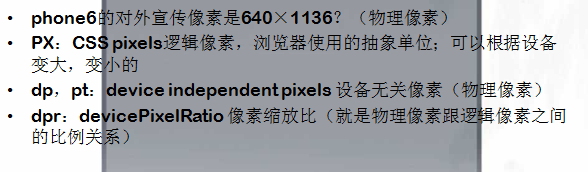 • phone6的对外宣传像素是640×1136？（物理像素）
• PX：CSS pixels逻辑像素，浏览器使用的抽象单位；可以根据设备
变大，变小的
• dp，pt：device independent pixels 设备无关像素（物理像素）
• dpr：devicePixelRatio 像素缩放比（就是物理像素跟逻辑像素之间
的比例关系）